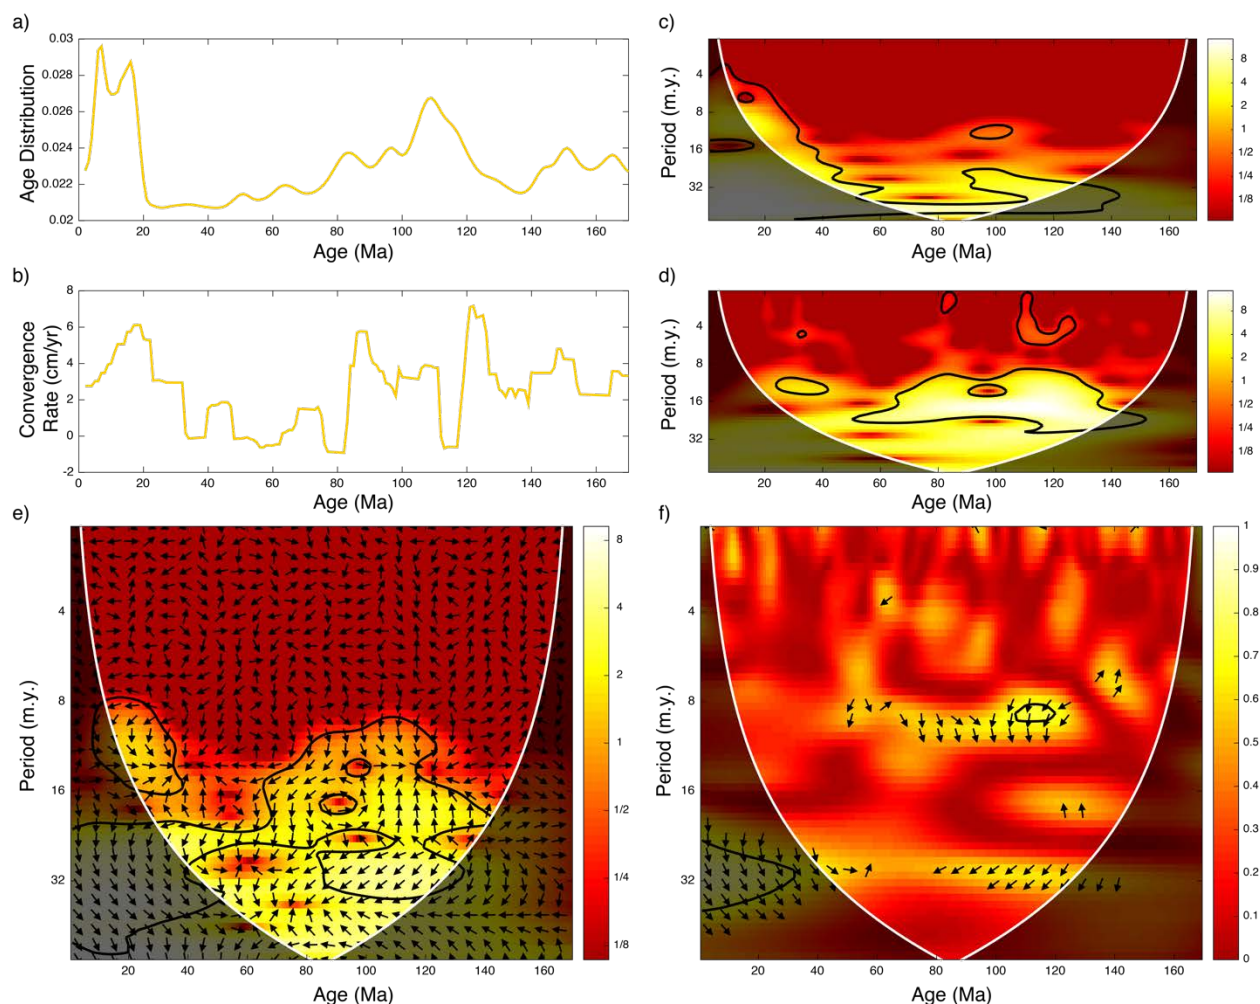 a)
0.03
0.028
0.026
0.024
0.022
0.02
Age Distribution
0 20 40 60 80 100 120 140 160
Age (Ma)
b)
8
6
4
2
0
-2
Convergence
Rate (cm/yr)
0 20 40 60 80 100 120 140 160
Age (Ma)
c)
4
8
16
32
Period (m.y.)
20 40 60 80 100 120 140 160
Age (Ma)
8
4
2
1
1/2
1/4
1/8
d)
4
8
16
32
Period (m.y.)
20 40 60 80 100 120 140 160
Age (Ma)
8
4
2
1
1/2
1/4
1/8
e)
4
8
16
32
Period (m.y.)
20 40 60 80 100 120 140 160
Age (Ma)
8
4
2
1
1/2
1/4
1/8
f)
4
8
16
32
Period (m.y.)
20 40 60 80 100 120 140 160
Age (Ma)
1
0.9
0.8
0.7
0.6
0.5
0.4
0.3
0.2
0.1
0